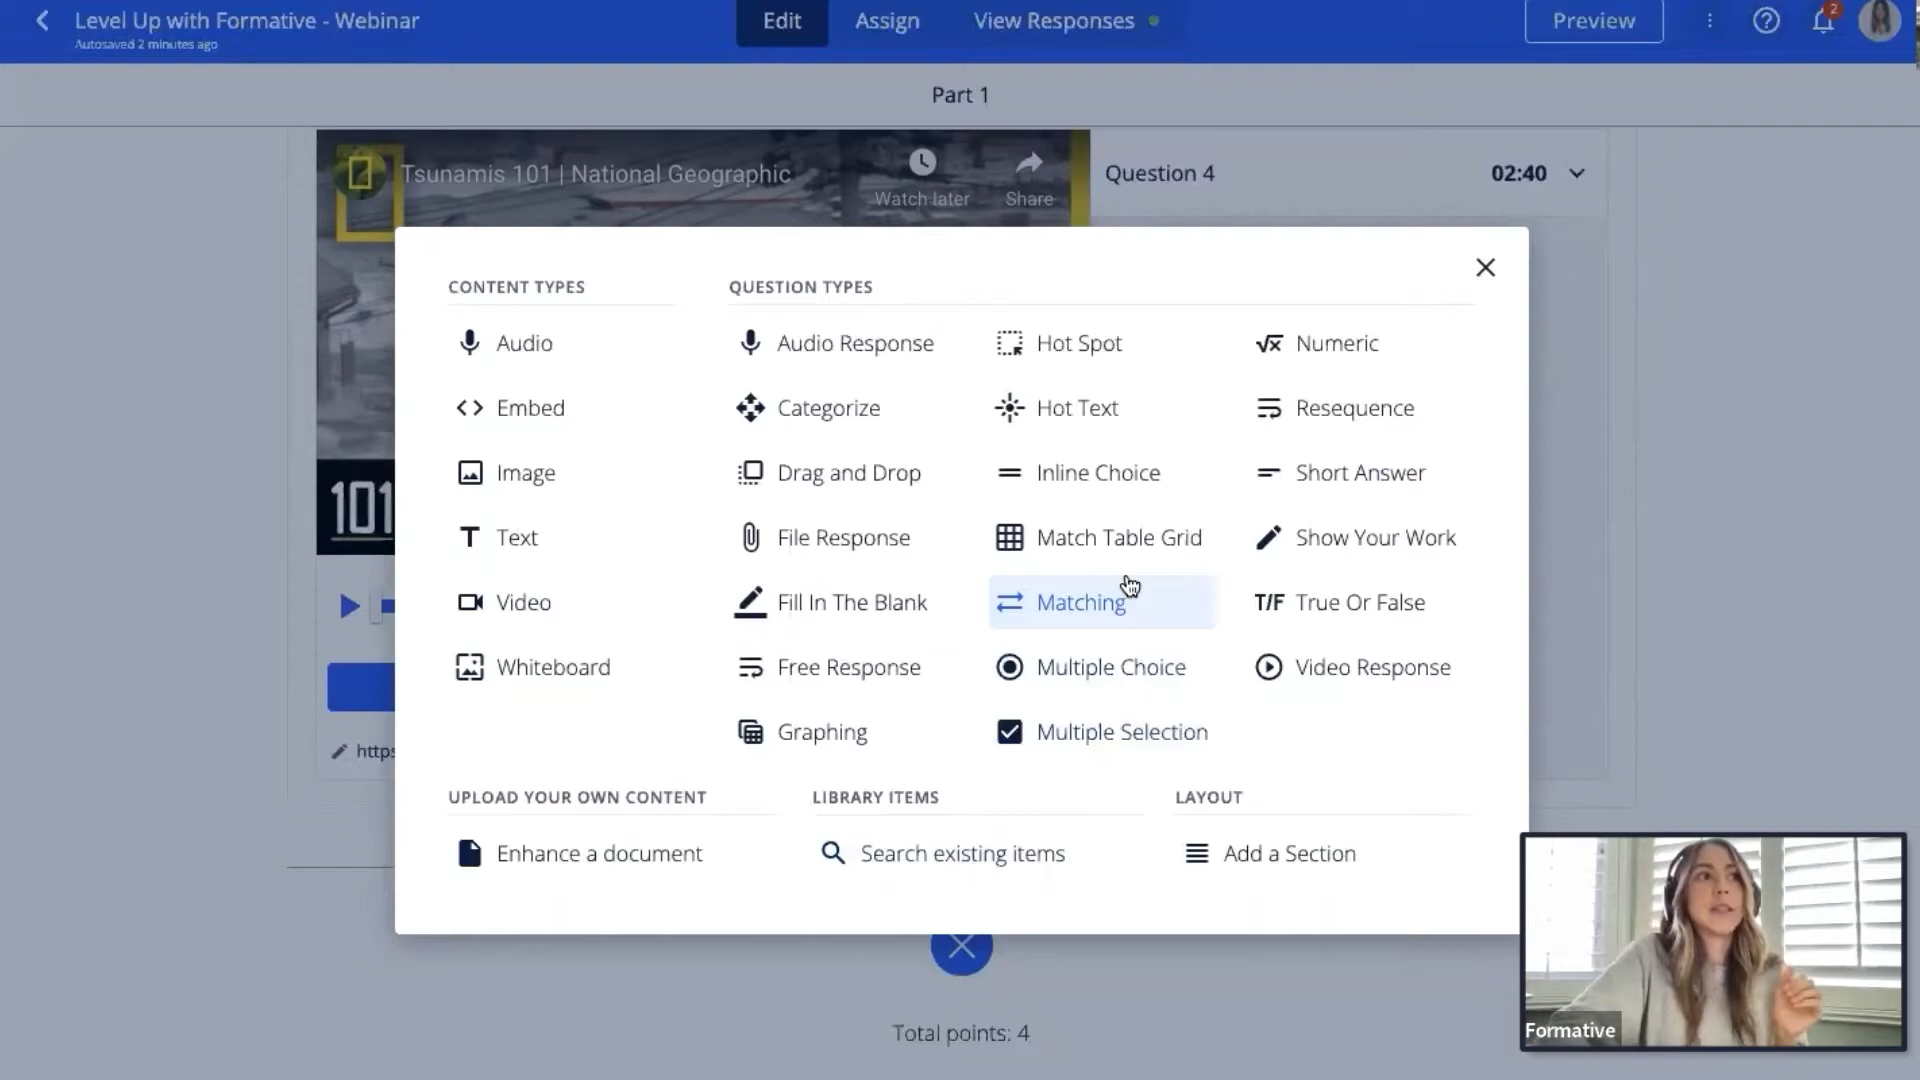 Level Up with Formative - Webinar
Autosaved 2 minutes ago
Edit
Assign
View Responses
Preview
2
Part 1
Tsunamis 101 | National Geographic
Watch later
Share
Question 4
02:40
CONTENT TYPES
Audio
Embed
Image
Text
Video
Whiteboard
QUESTION TYPES
Audio Response
Categorize
Drag and Drop
File Response
Fill In The Blank
Free Response
Graphing
Hot Spot
Hot Text
Inline Choice
Match Table Grid
Matching
Multiple Choice
Multiple Selection
Numeric
Resequence
Short Answer
Show Your Work
T/F True Or False
Video Response
UPLOAD YOUR OWN CONTENT
Enhance a document
LIBRARY ITEMS
Search existing items
LAYOUT
Add a Section
101
https
Total points: 4
Formative